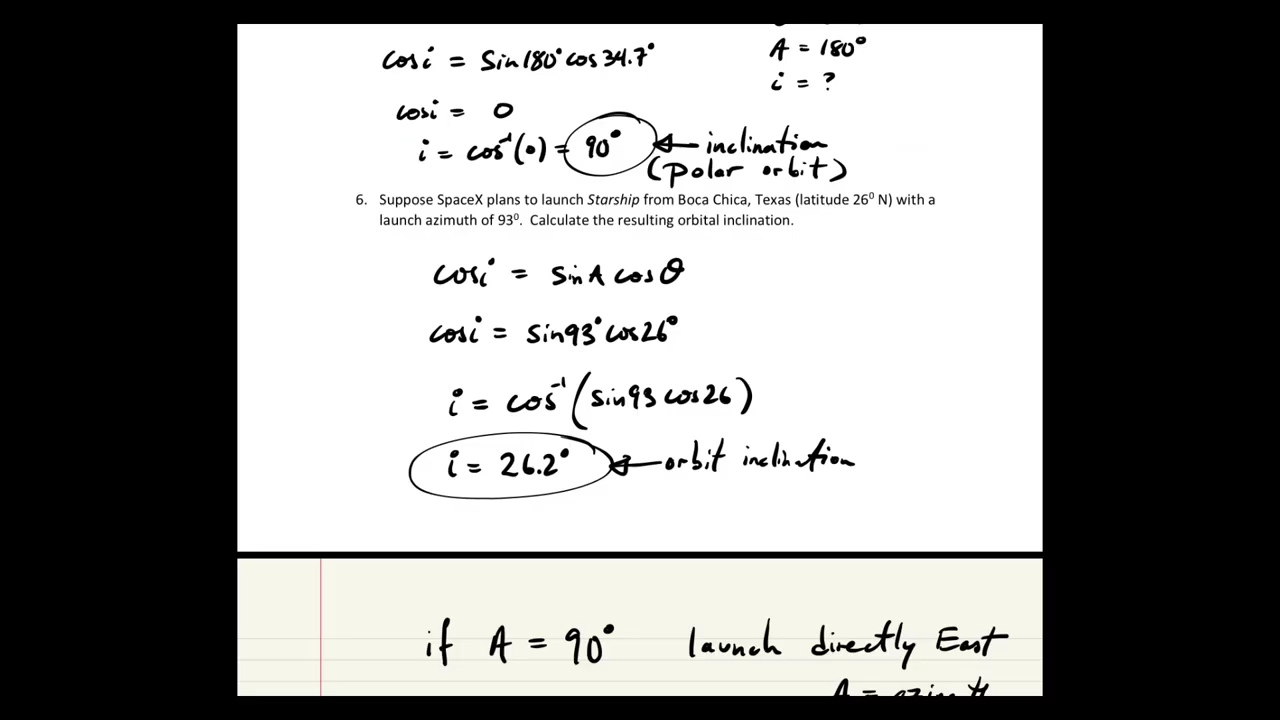 cos i = sin 180° cos 34.7°
A = 180°
i = ?
cos i = 0
i = cos⁻¹(0) = 90° ← inclination
(polar orbit)
6. Suppose SpaceX plans to launch Starship from Boca Chica, Texas (latitude 26⁰ N) with a
launch azimuth of 93⁰. Calculate the resulting orbital inclination.
cos i = sin A cos θ
cos i = sin 93° cos 26°
i = cos⁻¹ (sin 93 cos 26)
i = 26.2° ← orbit inclination
if A = 90° launch directly East
A = azimuth